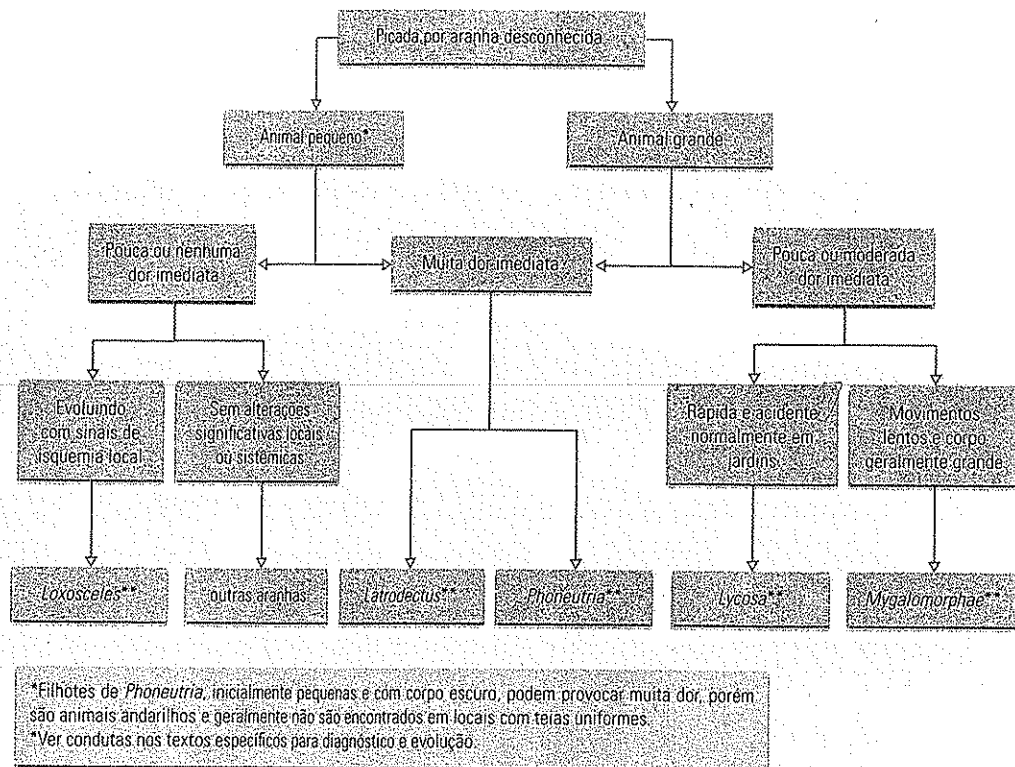 Picada por aranha desconhecida
Animal pequeno*
Animal grande
Pouca ou nenhuma
dor imediata
Muita dor imediata
Pouca ou moderada
dor imediata
Evoluindo
com sinais de
isquemia local
Sem alterações
significativas locais
ou sistêmicas
Rápida e acidente
normalmente em
jardins
Movimentos
lentos e corpo
geralmente grande
Loxosceles**
outras aranhas
Latrodectus**
Phoneutria**
Lycosa**
Mygalomorphae**
*Filhotes de Phoneutria, inicialmente pequenas e com corpo escuro, podem provocar muita dor, porém
são animais andarilhos e geralmente não são encontrados em locais com teias uniformes.
*Ver condutas nos textos específicos para diagnóstico e evolução.